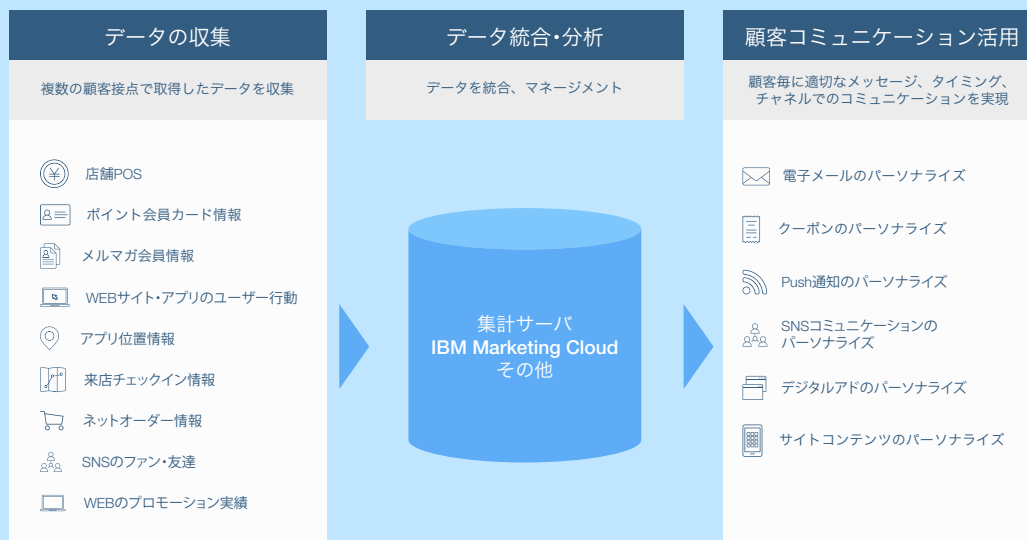 データの収集
複数の顧客接点で取得したデータを収集
店舗POS
ポイント会員カード情報
メルマガ会員情報
WEBサイト・アプリのユーザー行動
アプリ位置情報
来店チェックイン情報
ネットオーダー情報
SNSのファン・友達
WEBのプロモーション実績
データ統合・分析
データを統合、マネージメント
集計サーバ
IBM Marketing Cloud
その他
顧客コミュニケーション活用
顧客毎に適切なメッセージ、タイミング、
チャネルでのコミュニケーションを実現
電子メールのパーソナライズ
クーポンのパーソナライズ
Push通知のパーソナライズ
SNSコミュニケーションの
パーソナライズ
デジタルアドのパーソナライズ
サイトコンテンツのパーソナライズ